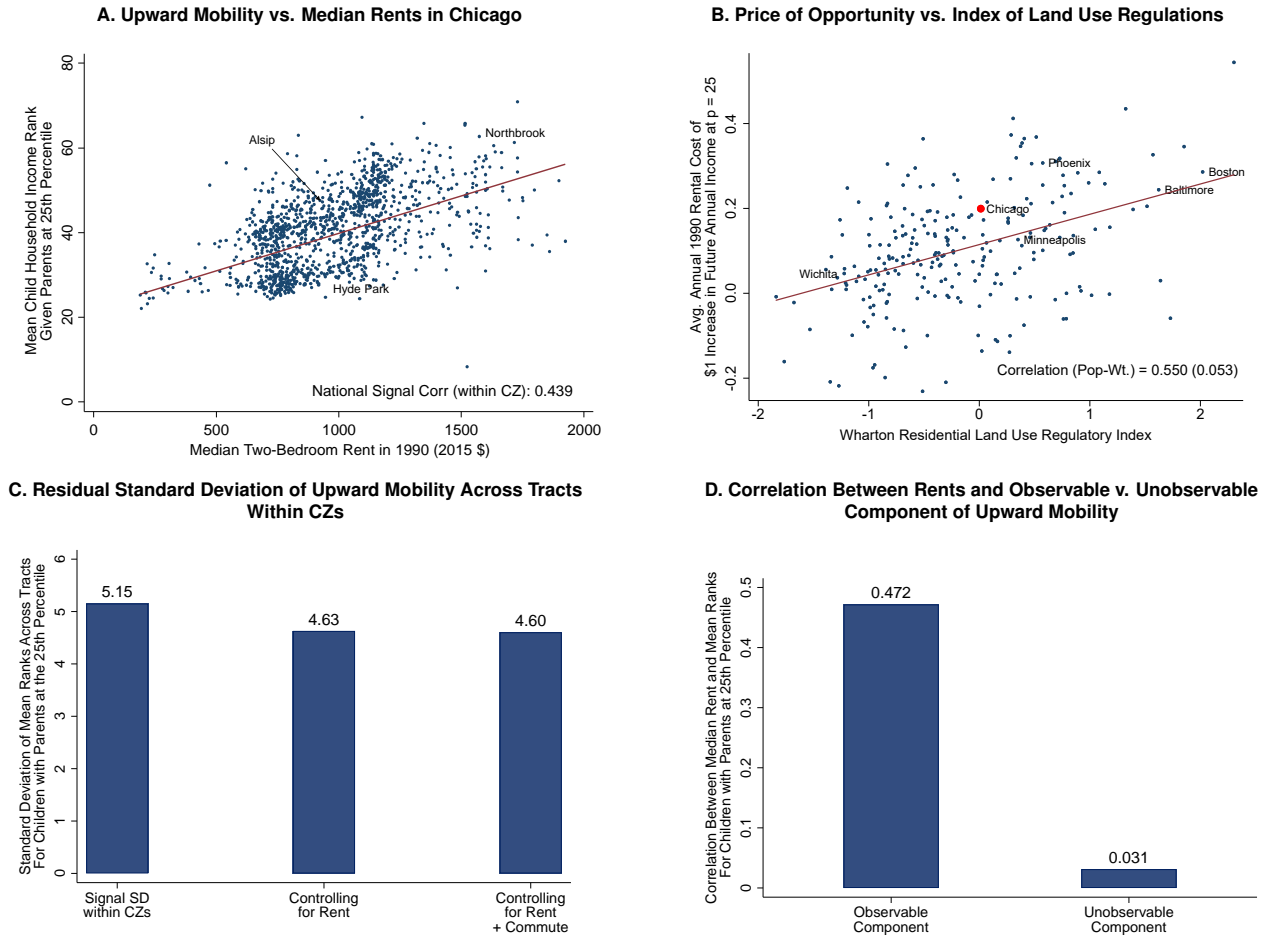 A. Upward Mobility vs. Median Rents in Chicago
Mean Child Household Income Rank
Given Parents at 25th Percentile
80
60
40
20
0
Alsip
Northbrook
Hyde Park
National Signal Corr (within CZ): 0.439
0
500
1000
1500
2000
Median Two-Bedroom Rent in 1990 (2015 $)
B. Price of Opportunity vs. Index of Land Use Regulations
Avg. Annual 1990 Rental Cost of
$1 Increase in Future Annual Income at p = 25
0.4
0.2
0.0
-0.2
Phoenix
Boston
Baltimore
Chicago
Minneapolis
Wichita
Correlation (Pop-Wt.) = 0.550 (0.053)
-2
-1
0
1
2
Wharton Residential Land Use Regulatory Index
C. Residual Standard Deviation of Upward Mobility Across Tracts
Within CZs
Standard Deviation of Mean Ranks Across Tracts
For Children with Parents at the 25th Percentile
6
5
4
3
2
1
0
5.15
4.63
4.60
Signal SD
within CZs
Controlling
for Rent
Controlling
for Rent
+ Commute
D. Correlation Between Rents and Observable v. Unobservable
Component of Upward Mobility
Correlation Between Median Rent and Mean Ranks
For Children with Parents at 25th Percentile
0.5
0.4
0.3
0.2
0.1
0
0.472
0.031
Observable
Component
Unobservable
Component